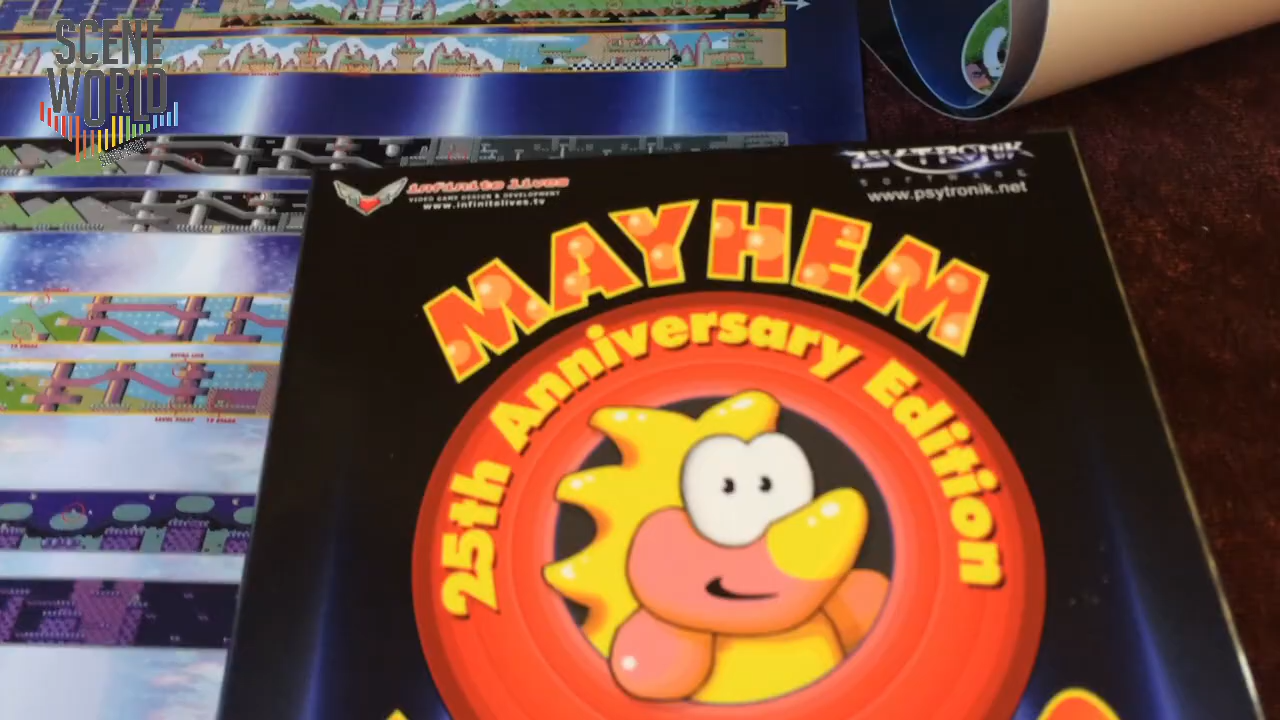 SCENE
WORLD
infinite lives
VIDEO GAME DESIGN & DEVELOPMENT
www.infinitelives.tv
PSYTRONIK
SOFTWARE
www.psytronik.net
MAYHEM
25th Anniversary Edition